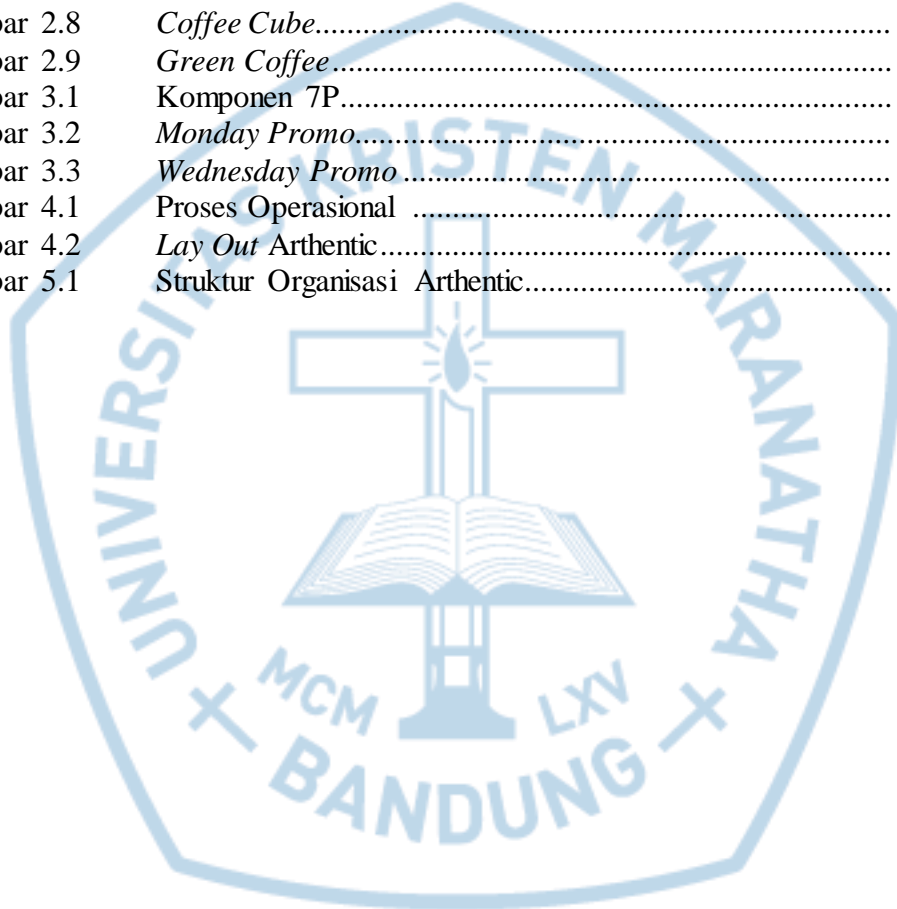 bar 2.8 Coffee Cube........................................................................
bar 2.9 Green Coffee......................................................................
bar 3.1 Komponen 7P.....................................................................
bar 3.2 Monday Promo...................................................................
bar 3.3 Wednesday Promo.............................................................
bar 4.1 Proses Operasional ............................................................
bar 4.2 Lay Out Arthentic................................................................
bar 5.1 Struktur Organisasi Arthentic..............................................
UNIVERSITAS KRISTEN MARANATHA
MCM LXV
BANDUNG